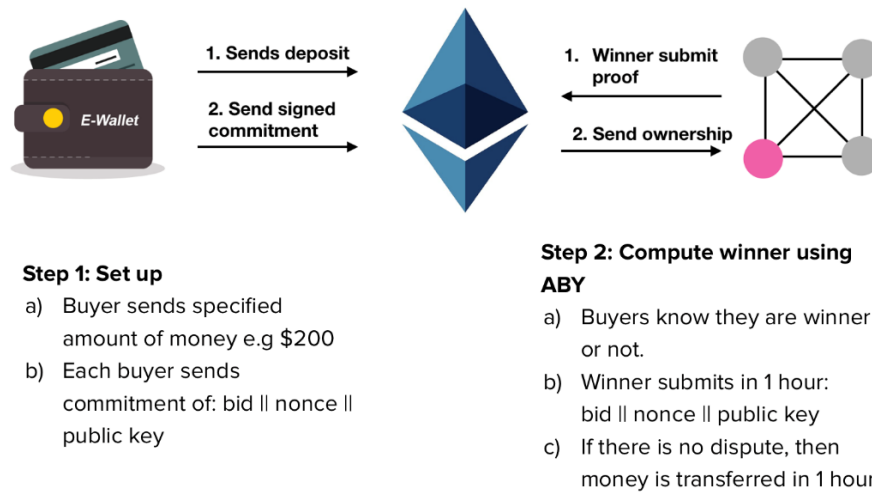 1. Sends deposit
2. Send signed
commitment
E-Wallet
1. Winner submit
proof
2. Send ownership
Step 1: Set up
a) Buyer sends specified
amount of money e.g $200
b) Each buyer sends
commitment of: bid || nonce ||
public key
Step 2: Compute winner using
ABY
a) Buyers know they are winner
or not.
b) Winner submits in 1 hour:
bid || nonce || public key
c) If there is no dispute, then
money is transferred in 1 hour